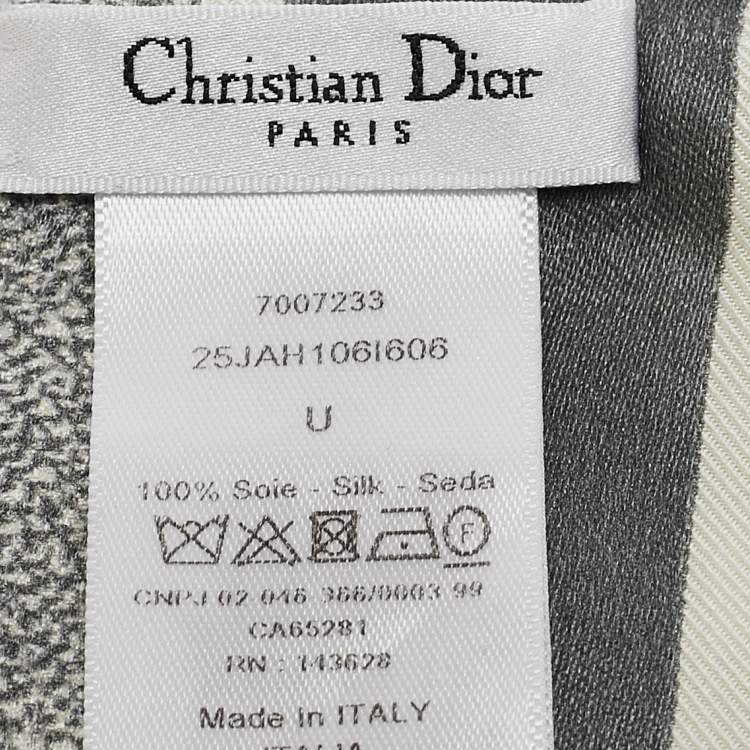 Christian Dior
PARIS
7007233
25JAH106I606
U
100% Soie - Silk - Seda
F
CNPJ 02 046 366/0003 99
CA65281
RN : 143628
Made in ITALY
ITALIA